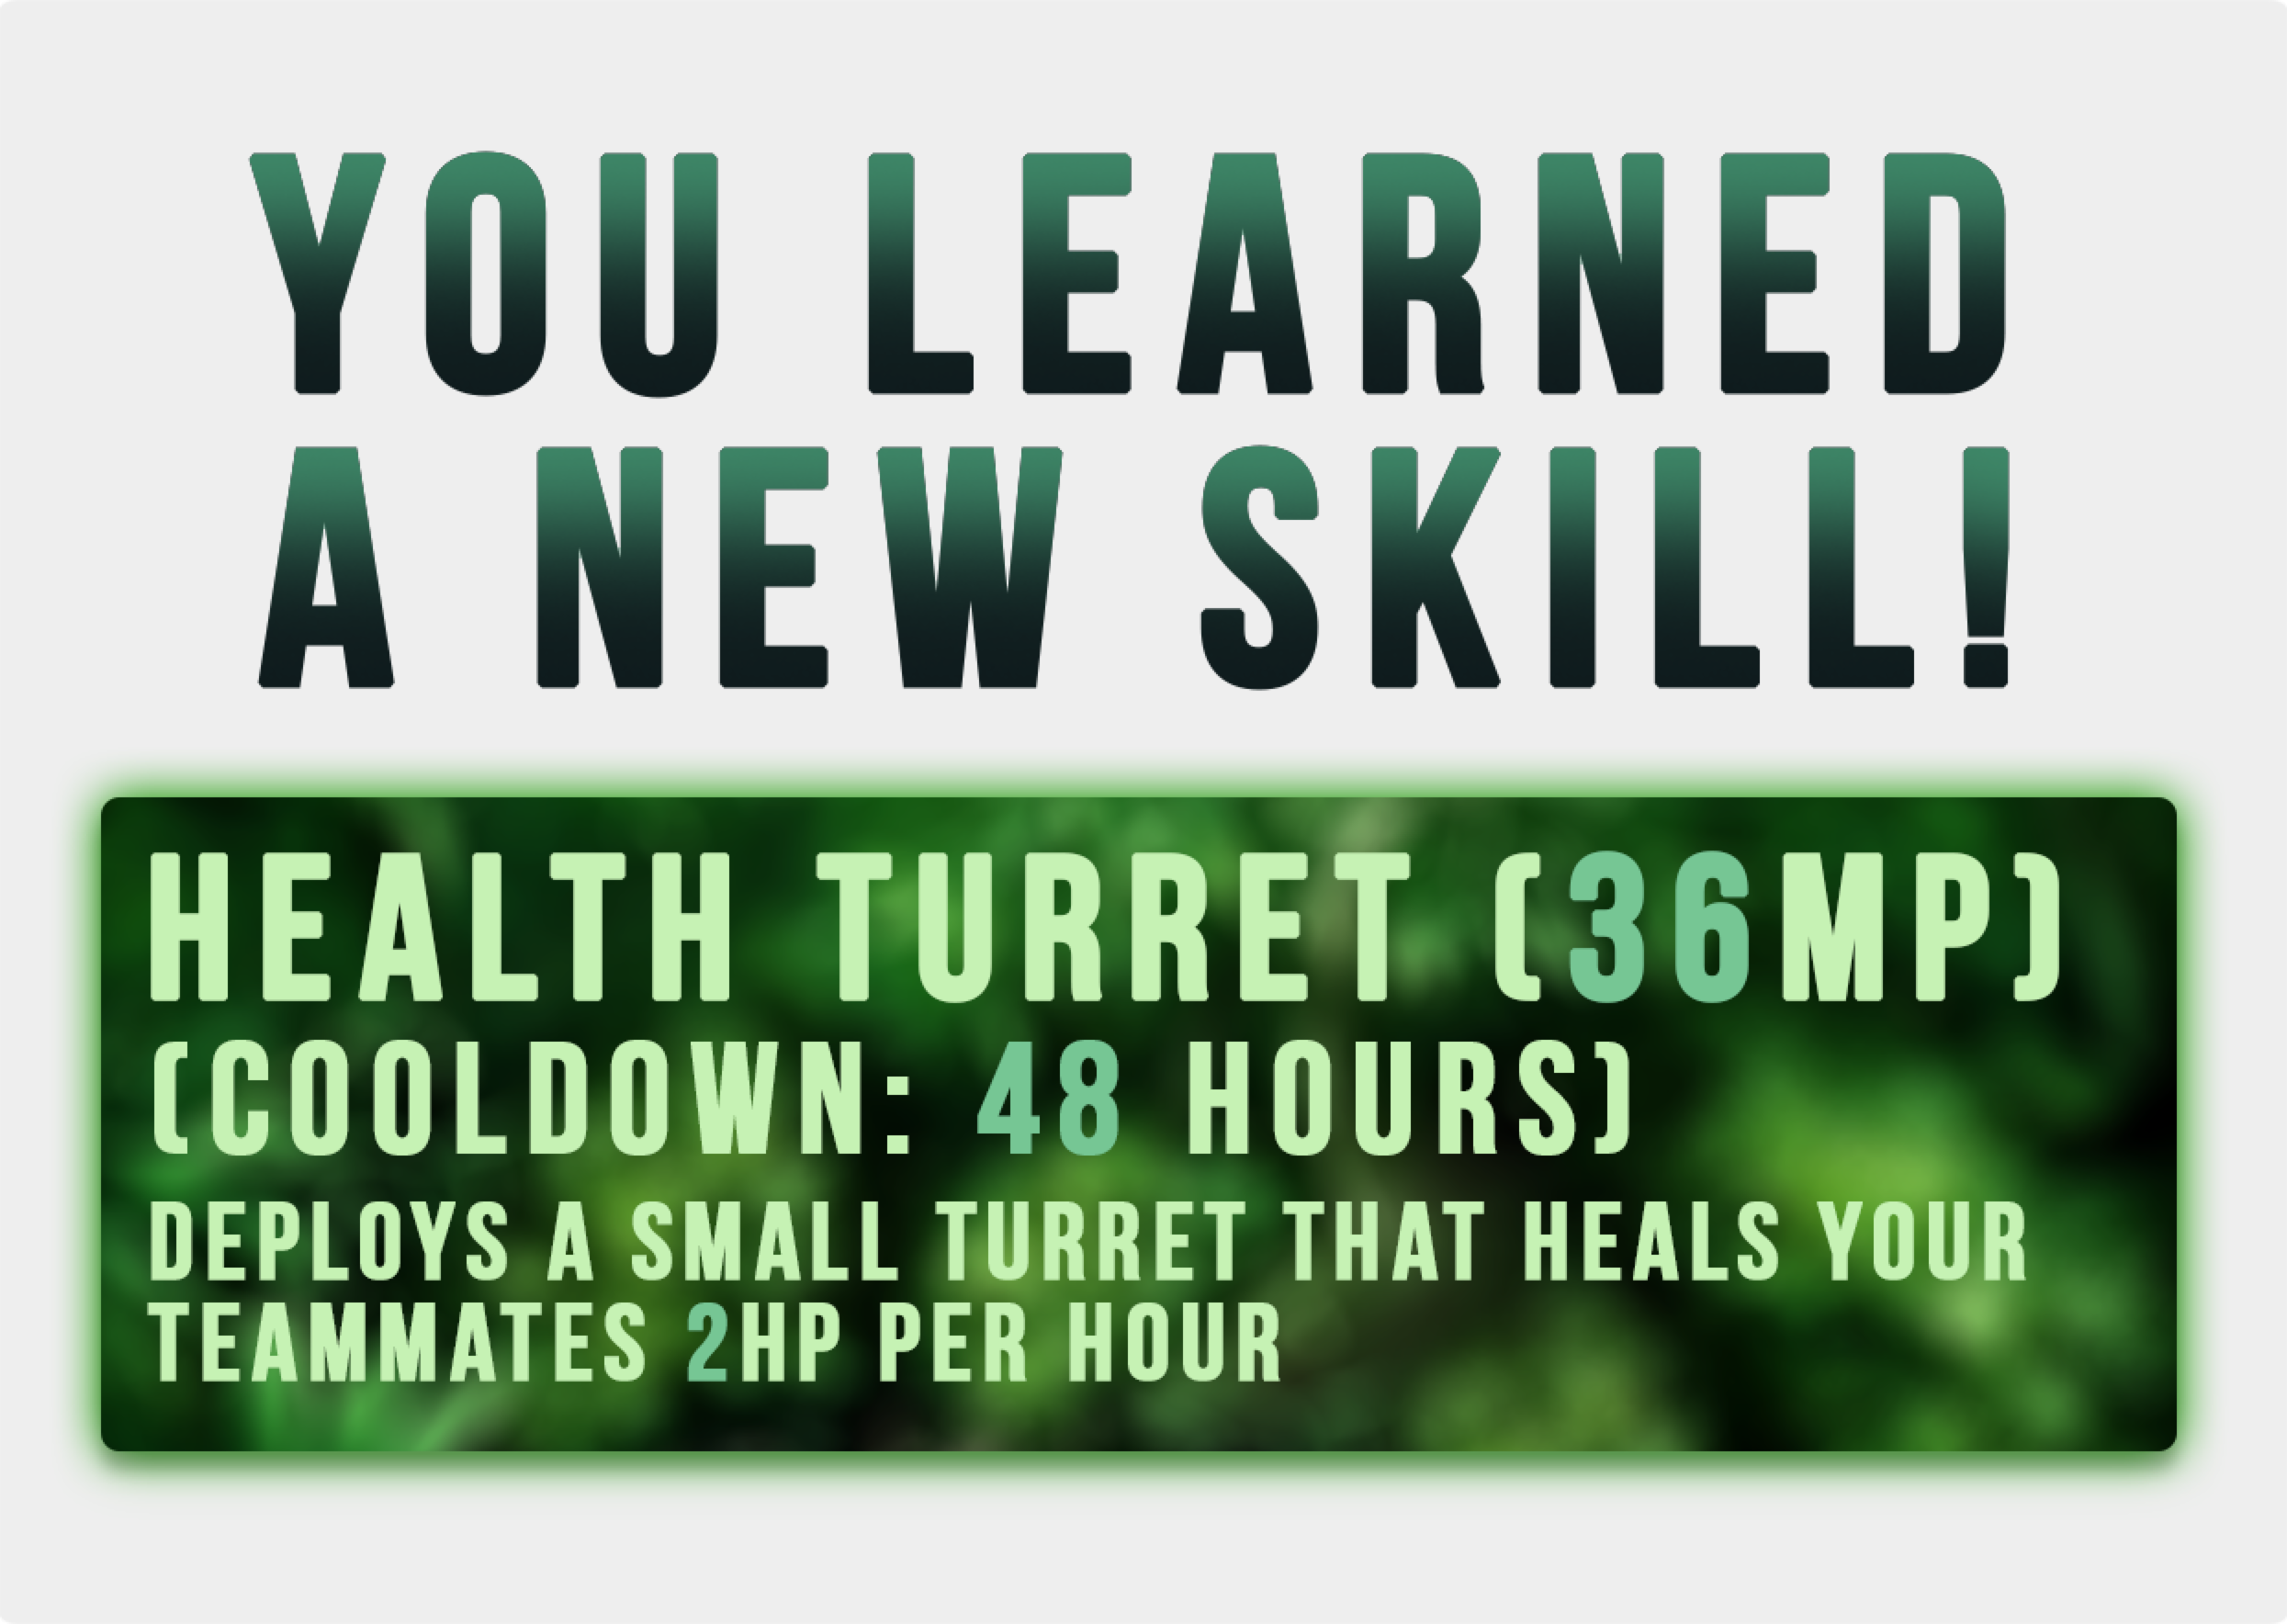 YOU LEARNED
A NEW SKILL!
HEALTH TURRET (36MP)
(COOLDOWN: 48 HOURS)
DEPLOYS A SMALL TURRET THAT HEALS YOUR
TEAMMATES 2HP PER HOUR